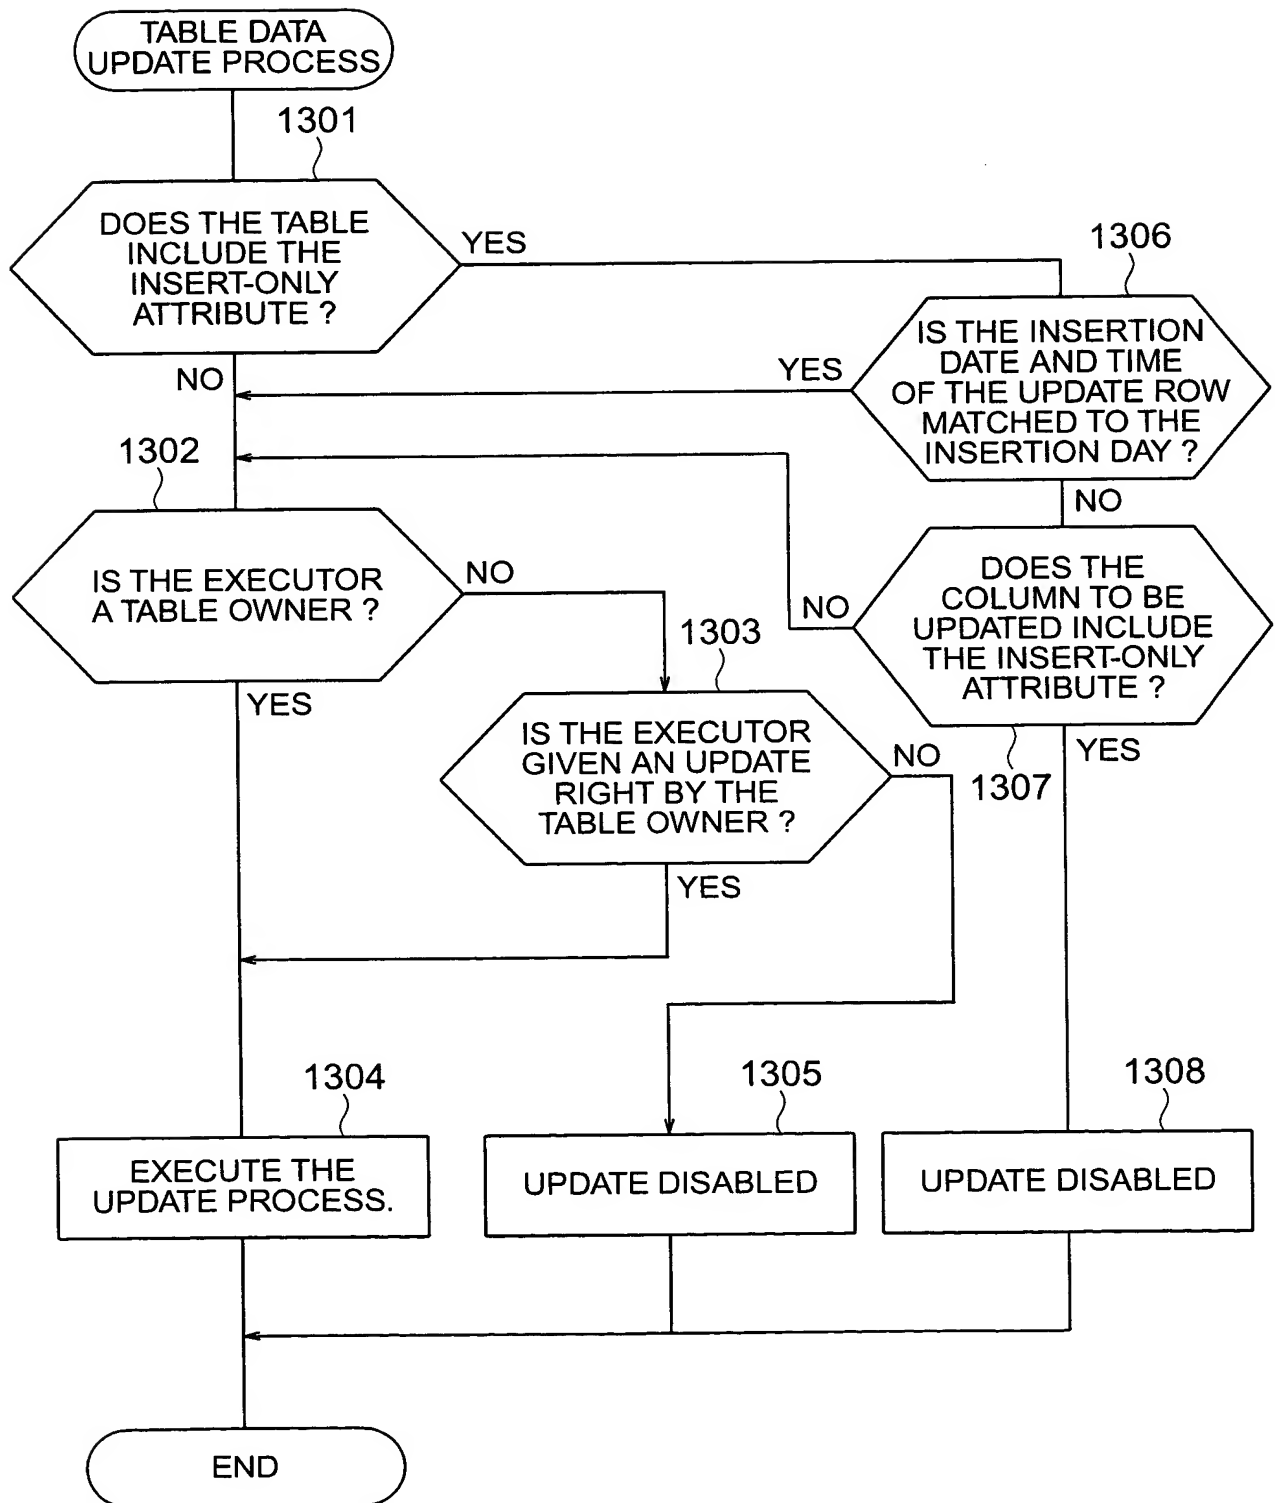 TABLE DATA
UPDATE PROCESS
1301
DOES THE TABLE
INCLUDE THE
INSERT-ONLY
ATTRIBUTE ?
YES
NO
1306
IS THE INSERTION
DATE AND TIME
OF THE UPDATE ROW
MATCHED TO THE
INSERTION DAY ?
YES
NO
1302
IS THE EXECUTOR
A TABLE OWNER ?
NO
YES
DOES THE
COLUMN TO BE
UPDATED INCLUDE
THE INSERT-ONLY
ATTRIBUTE ?
NO
YES
1307
1303
IS THE EXECUTOR
GIVEN AN UPDATE
RIGHT BY THE
TABLE OWNER ?
NO
YES
1304
EXECUTE THE
UPDATE PROCESS.
1305
UPDATE DISABLED
1308
UPDATE DISABLED
END